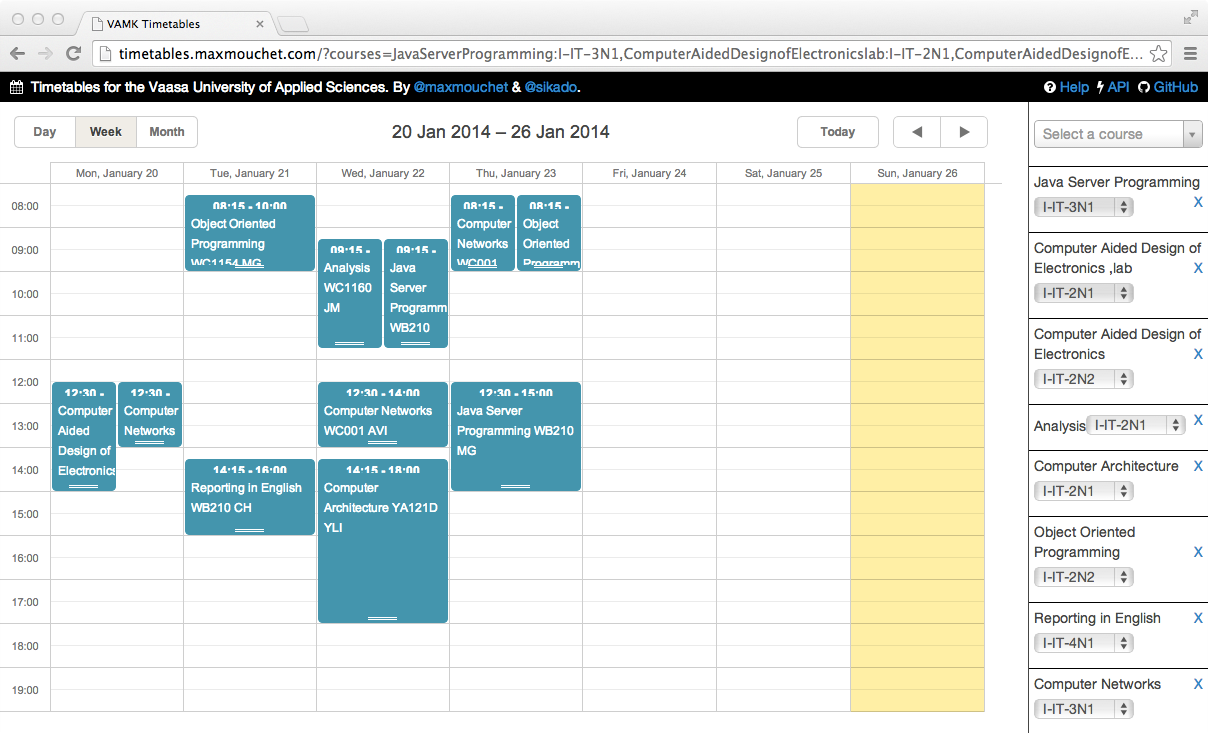 VAMK Timetables
timetables.maxmouchet.com/?courses=JavaServerProgramming:I-IT-3N1,ComputerAidedDesignofElectronicslab:I-IT-2N1,ComputerAidedDesignofE...
Timetables for the Vaasa University of Applied Sciences. By @maxmouchet & @sikado.
Help API GitHub
Day Week Month
20 Jan 2014 – 26 Jan 2014
Today
Mon, January 20
Tue, January 21
Wed, January 22
Thu, January 23
Fri, January 24
Sat, January 25
Sun, January 26
08:00
09:00
10:00
11:00
12:00
13:00
14:00
15:00
16:00
17:00
18:00
19:00
12:30 -
Computer
Aided
Design of
Electronics
12:30 -
Computer
Networks
08:15 - 10:00
Object Oriented
Programming
WC1154 MG
14:15 - 16:00
Reporting in English
WB210 CH
09:15 -
Analysis
WC1160
JM
09:15 -
Java
Server
Programm
WB210
12:30 - 14:00
Computer Networks
WC001 AVI
14:15 - 18:00
Computer
Architecture YA121D
YLI
08:15 -
Computer
Networks
WC001
08:15 -
Object
Oriented
Programm
12:30 - 15:00
Java Server
Programming WB210
MG
Select a course
Java Server Programming
X
I-IT-3N1
Computer Aided Design of
Electronics ,lab X
I-IT-2N1
Computer Aided Design of
Electronics X
I-IT-2N2
Analysis I-IT-2N1 X
Computer Architecture X
I-IT-2N1
Object Oriented
Programming X
I-IT-2N2
Reporting in English X
I-IT-4N1
Computer Networks X
I-IT-3N1